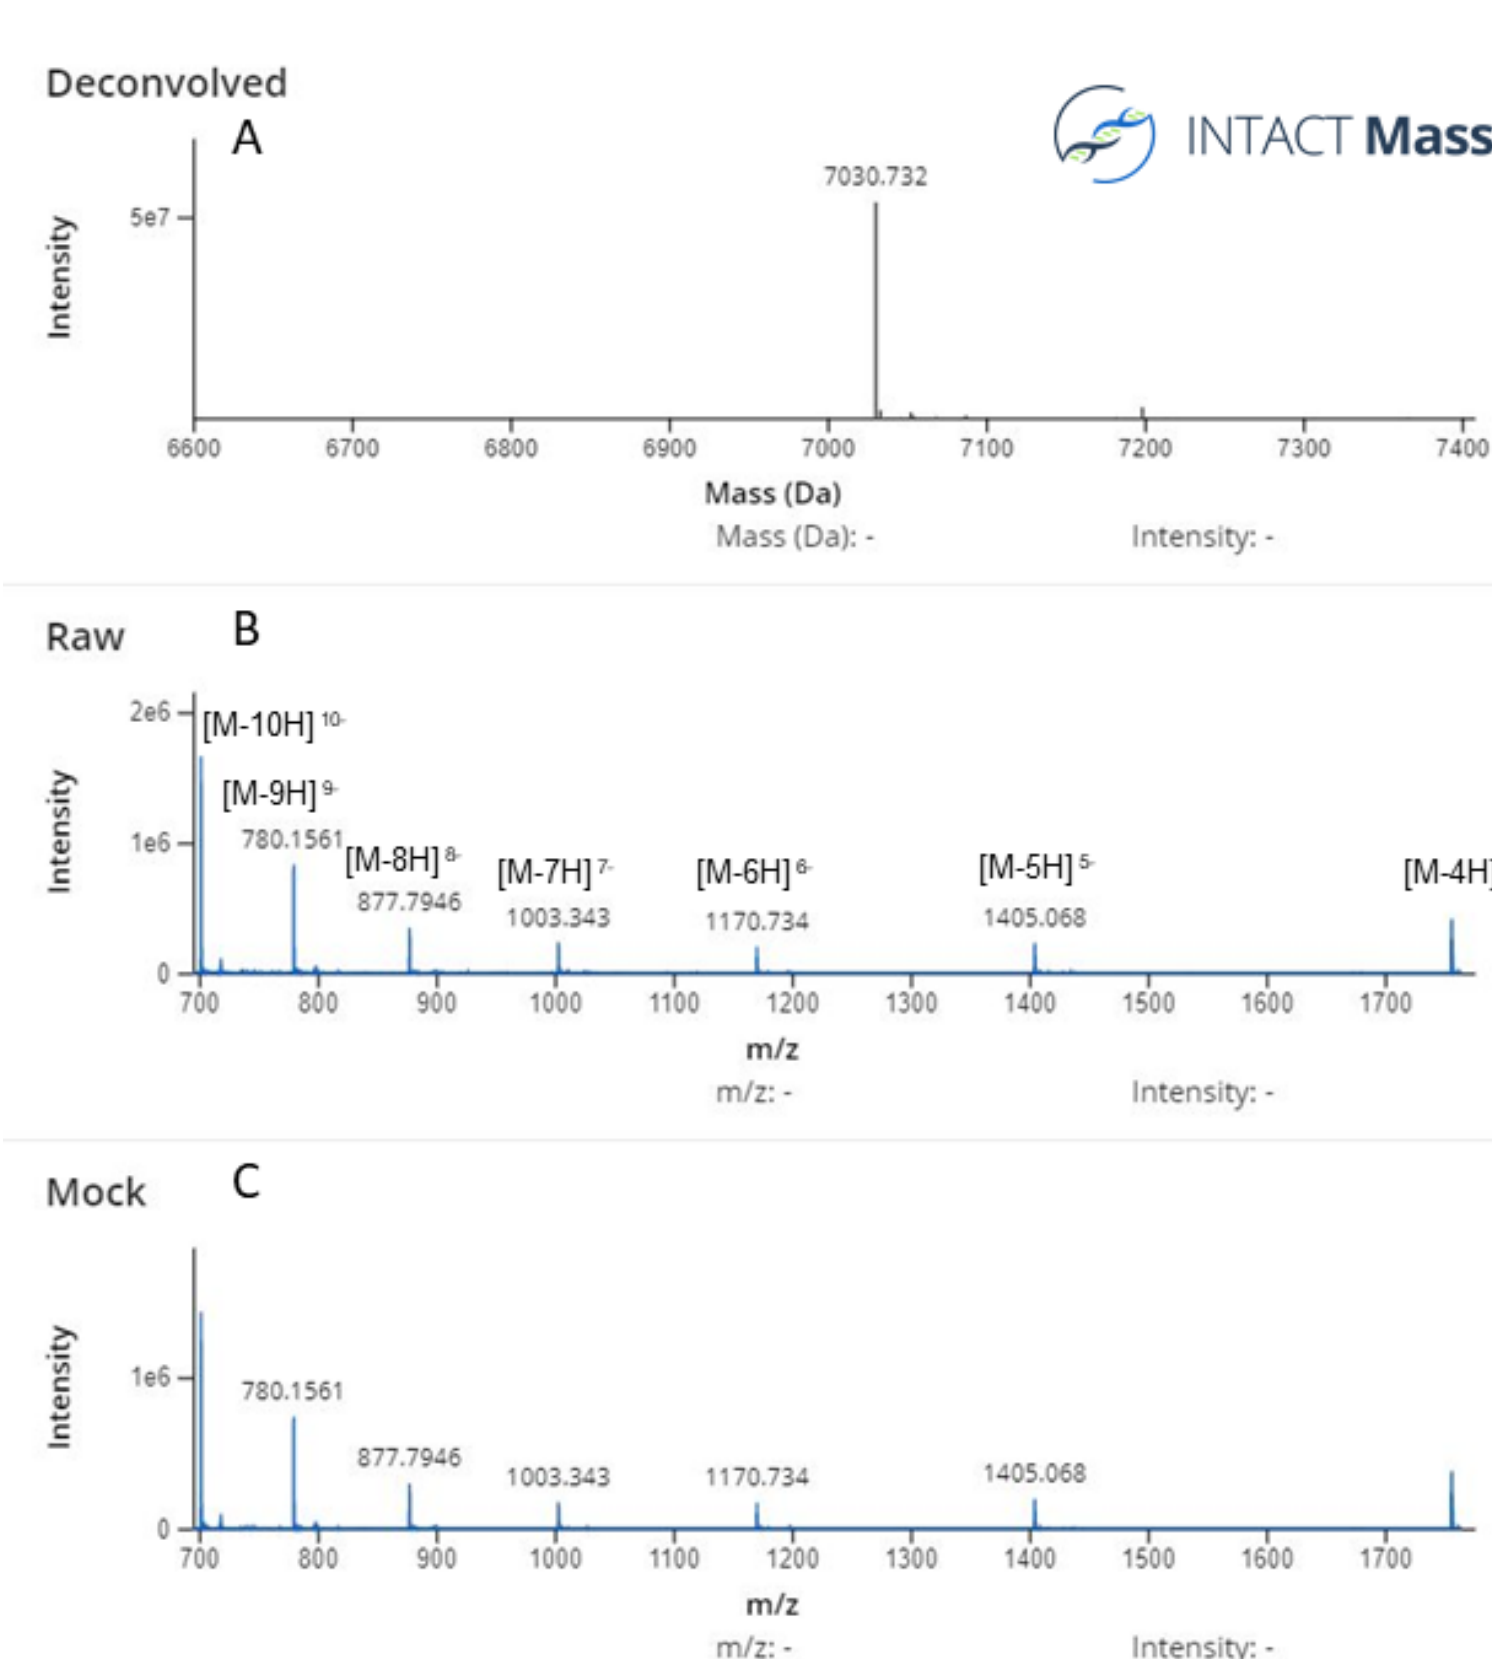 Deconvolved
A
INTACT Mass
7030.732
5e7
Intensity
6600 6700 6800 6900 7000 7100 7200 7300 7400
Mass (Da)
Mass (Da): - Intensity: -
Raw
B
2e6
[M-10H] 10-
[M-9H] 9-
780.1561
1e6
[M-8H] 8-
877.7946
[M-7H] 7-
1003.343
[M-6H] 6-
1170.734
[M-5H] 5-
1405.068
[M-4H]
Intensity
0
700 800 900 1000 1100 1200 1300 1400 1500 1600 1700
m/z
m/z: - Intensity: -
Mock
C
1e6
780.1561
877.7946
1003.343
1170.734
1405.068
Intensity
0
700 800 900 1000 1100 1200 1300 1400 1500 1600 1700
m/z
m/z: - Intensity: -